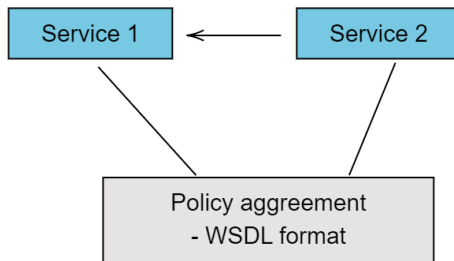 Service 1
Service 2
Policy aggreement
- WSDL format